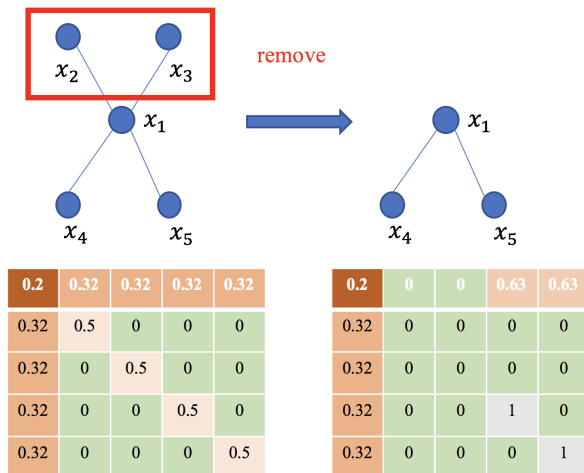 x₂ x₃
remove
x₁ x₁
x₄ x₅ x₄ x₅
0.2 0.32 0.32 0.32 0.32
0.32 0.5 0 0 0
0.32 0 0.5 0 0
0.32 0 0 0.5 0
0.32 0 0 0 0.5
0.2 0 0 0.63 0.63
0.32 0 0 0 0
0.32 0 0 0 0
0.32 0 0 1 0
0.32 0 0 0 1